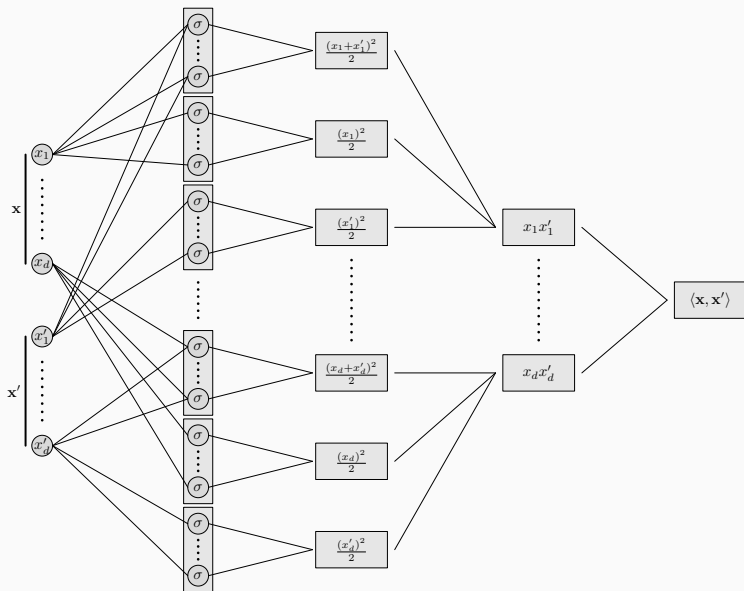 σ
σ
(x₁+x′₁)²/2
σ
(x₁)²/2
x₁
σ
σ
x
(x′₁)²/2
x₁x′₁
σ
x_d
⟨x, x′⟩
x′₁
σ
(x_d+x′_d)²/2
x_dx′_d
x′
σ
σ
x′_d
(x_d)²/2
σ
σ
(x′_d)²/2
σ